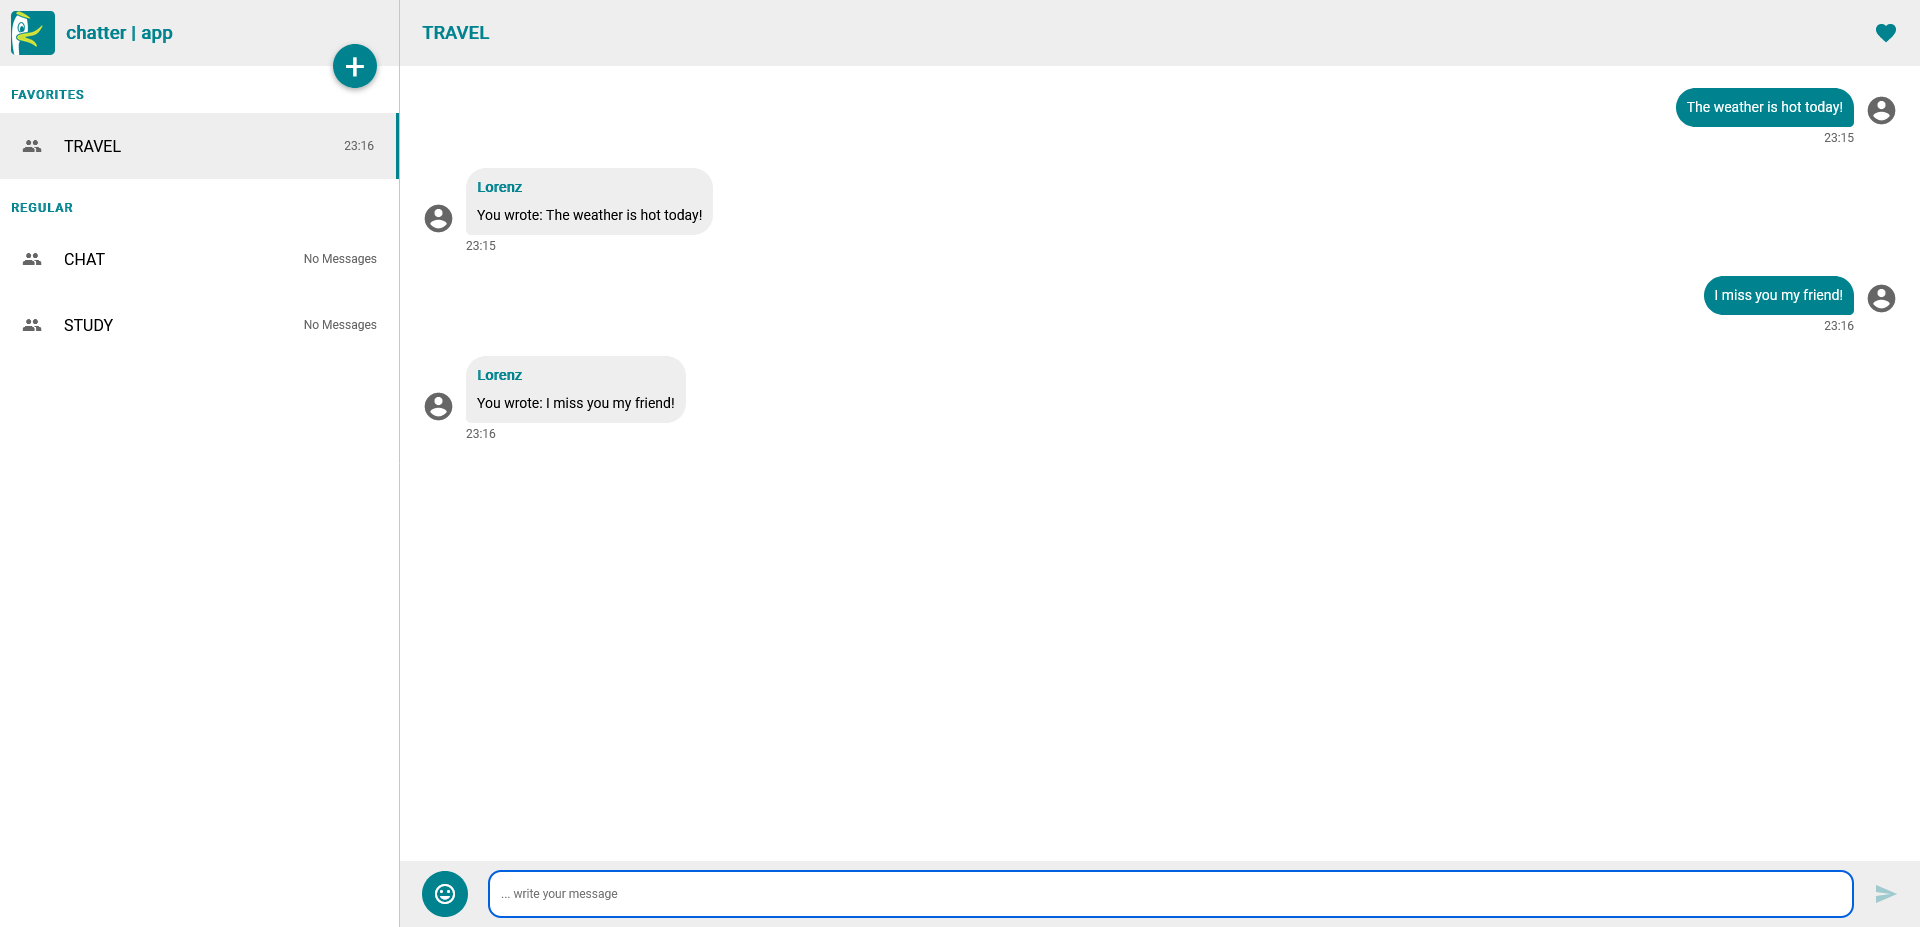 chatter | app
FAVORITES
TRAVEL 23:16
REGULAR
CHAT No Messages
STUDY No Messages
TRAVEL
The weather is hot today!
23:15
Lorenz
You wrote: The weather is hot today!
23:15
I miss you my friend!
23:16
Lorenz
You wrote: I miss you my friend!
23:16
... write your message